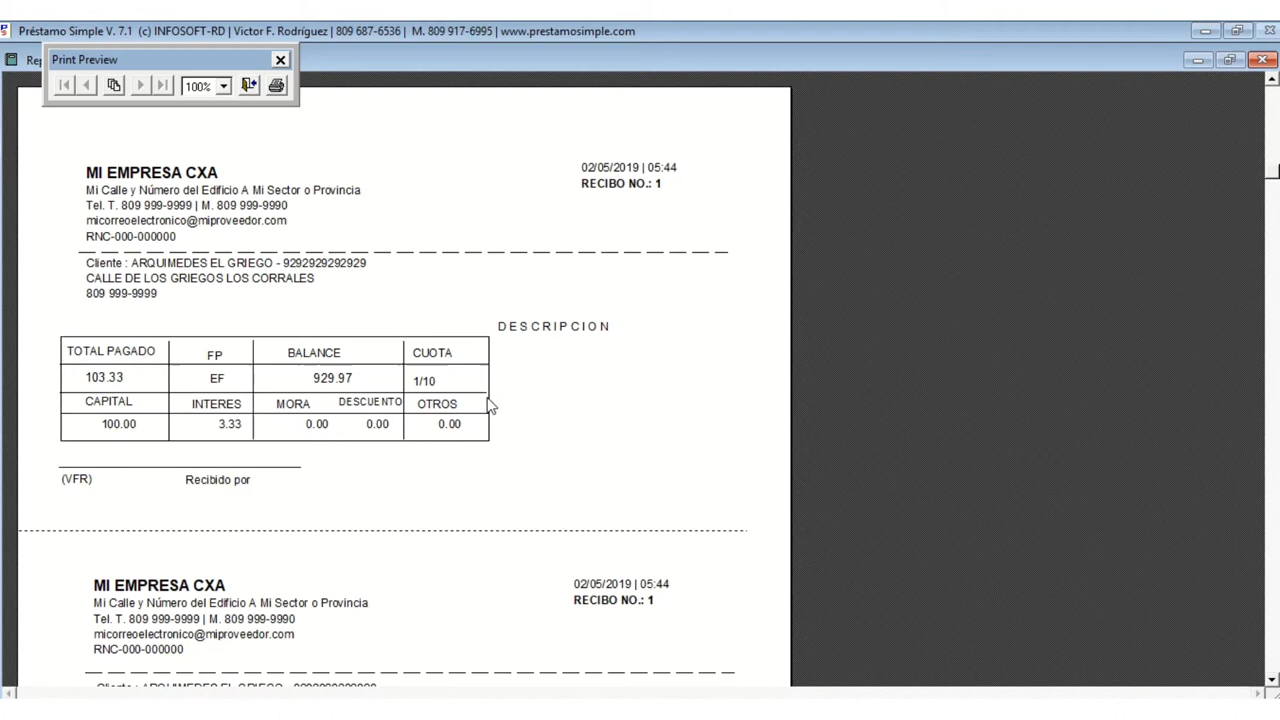 Préstamo Simple V. 7.1 (c) INFOSOFT-RD | Victor F. Rodríguez | 809 687-6536 | M. 809 917-6995 | www.prestamosimple.com
Re
Print Preview
100%
MI EMPRESA CXA
Mi Calle y Número del Edificio A Mi Sector o Provincia
Tel. T. 809 999-9999 | M. 809 999-9990
micorreoelectronico@miproveedor.com
RNC-000-000000
02/05/2019 | 05:44
RECIBO NO.: 1
Cliente : ARQUIMEDES EL GRIEGO - 9292929292929
CALLE DE LOS GRIEGOS LOS CORRALES
809 999-9999
D E S C R I P C I O N
TOTAL PAGADO FP BALANCE CUOTA
103.33 EF 929.97 1/10
CAPITAL INTERES MORA DESCUENTO OTROS
100.00 3.33 0.00 0.00 0.00
(VFR) Recibido por
MI EMPRESA CXA
Mi Calle y Número del Edificio A Mi Sector o Provincia
Tel. T. 809 999-9999 | M. 809 999-9990
micorreoelectronico@miproveedor.com
RNC-000-000000
02/05/2019 | 05:44
RECIBO NO.: 1
Cliente : ARQUIMEDES EL GRIEGO - 9292929292929